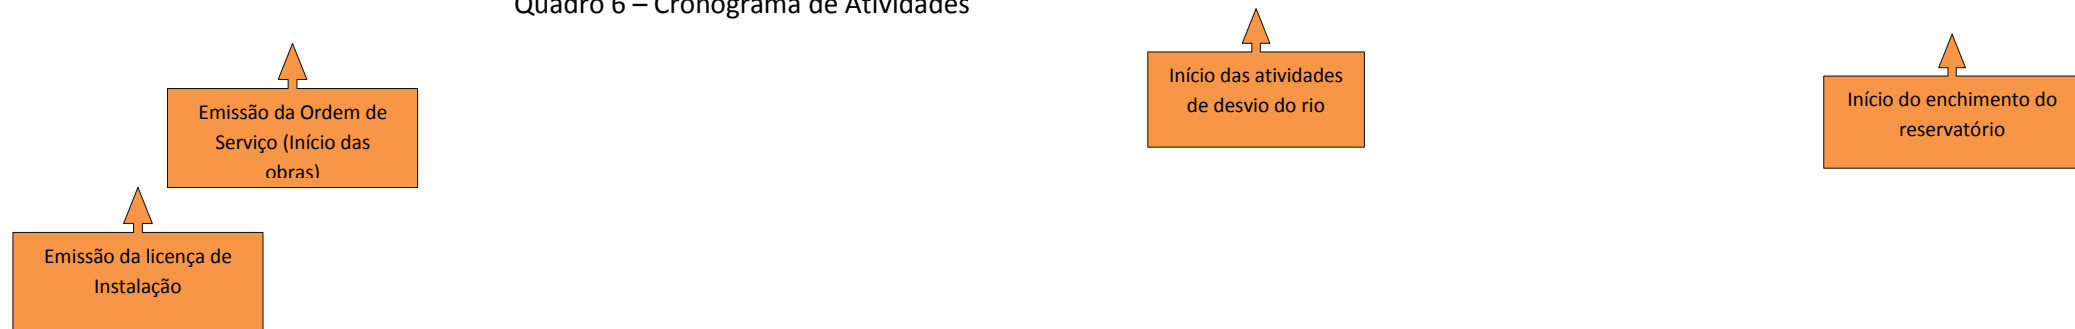 Quadro 6 – Cronograma de Atividades
Emissão da Ordem de
Serviço (Início das
obras)
Emissão da licença de
Instalação
Início das atividades
de desvio do rio
Início do enchimento do
reservatório